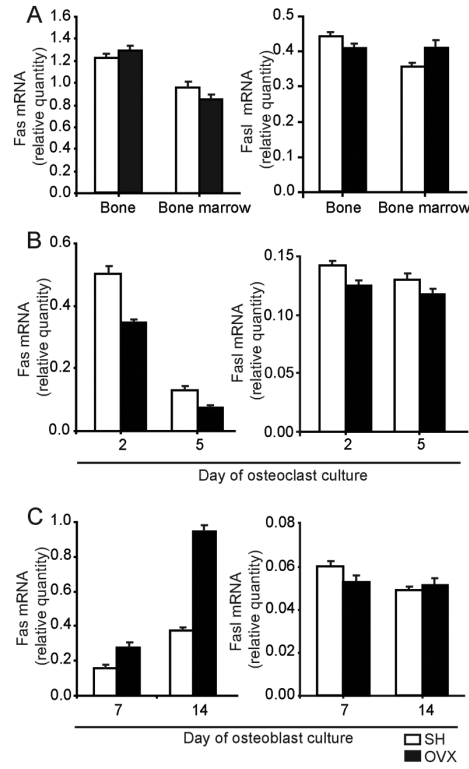 A
Fas mRNA
(relative quantity)
1.6
1.4
1.2
1.0
0.8
0.6
0.4
0.2
0.0
Bone
Bone marrow
Fasl mRNA
(relative quantity)
0.5
0.4
0.3
0.2
0.1
0.0
Bone
Bone marrow
B
Fas mRNA
(relative quantity)
0.6
0.4
0.2
0.0
2
5
Fasl mRNA
(relative quantity)
0.15
0.10
0.05
0.00
2
5
Day of osteoclast culture
C
Fas mRNA
(relative quantity)
1.0
0.8
0.6
0.4
0.2
0.0
7
14
Fasl mRNA
(relative quantity)
0.08
0.06
0.04
0.02
0.00
7
14
Day of osteoblast culture
SH
OVX